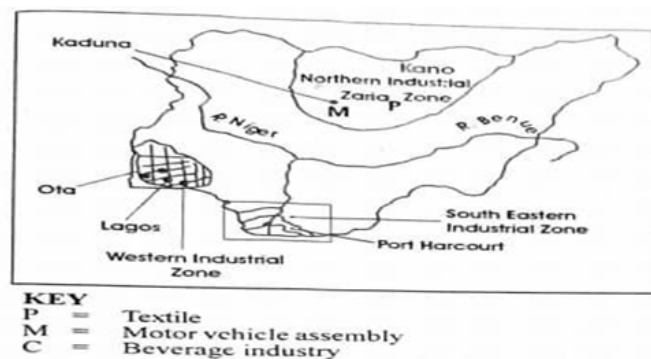 Kaduna
Kano
Northern Industrial
Zaria Zone
M P
R. Niger
R. Benue
Ota
Lagos
Western Industrial
Zone
South Eastern
Industrial Zone
Port Harcourt
KEY
P = Textile
M = Motor vehicle assembly
C = Beverage industry